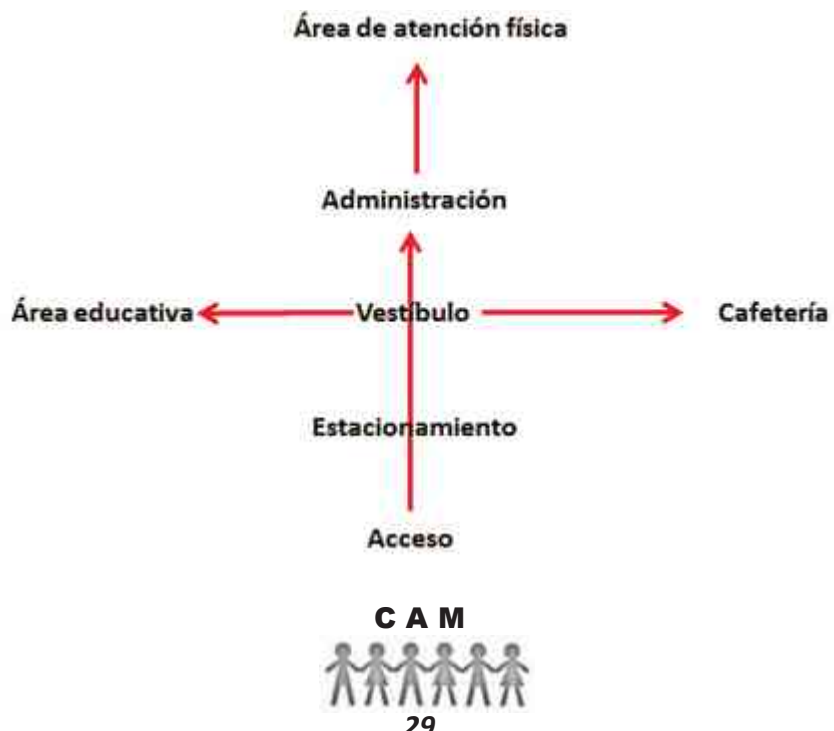 Área de atención física
Administración
Área educativa Vestíbulo Cafetería
Estacionamiento
Acceso
C A M
29